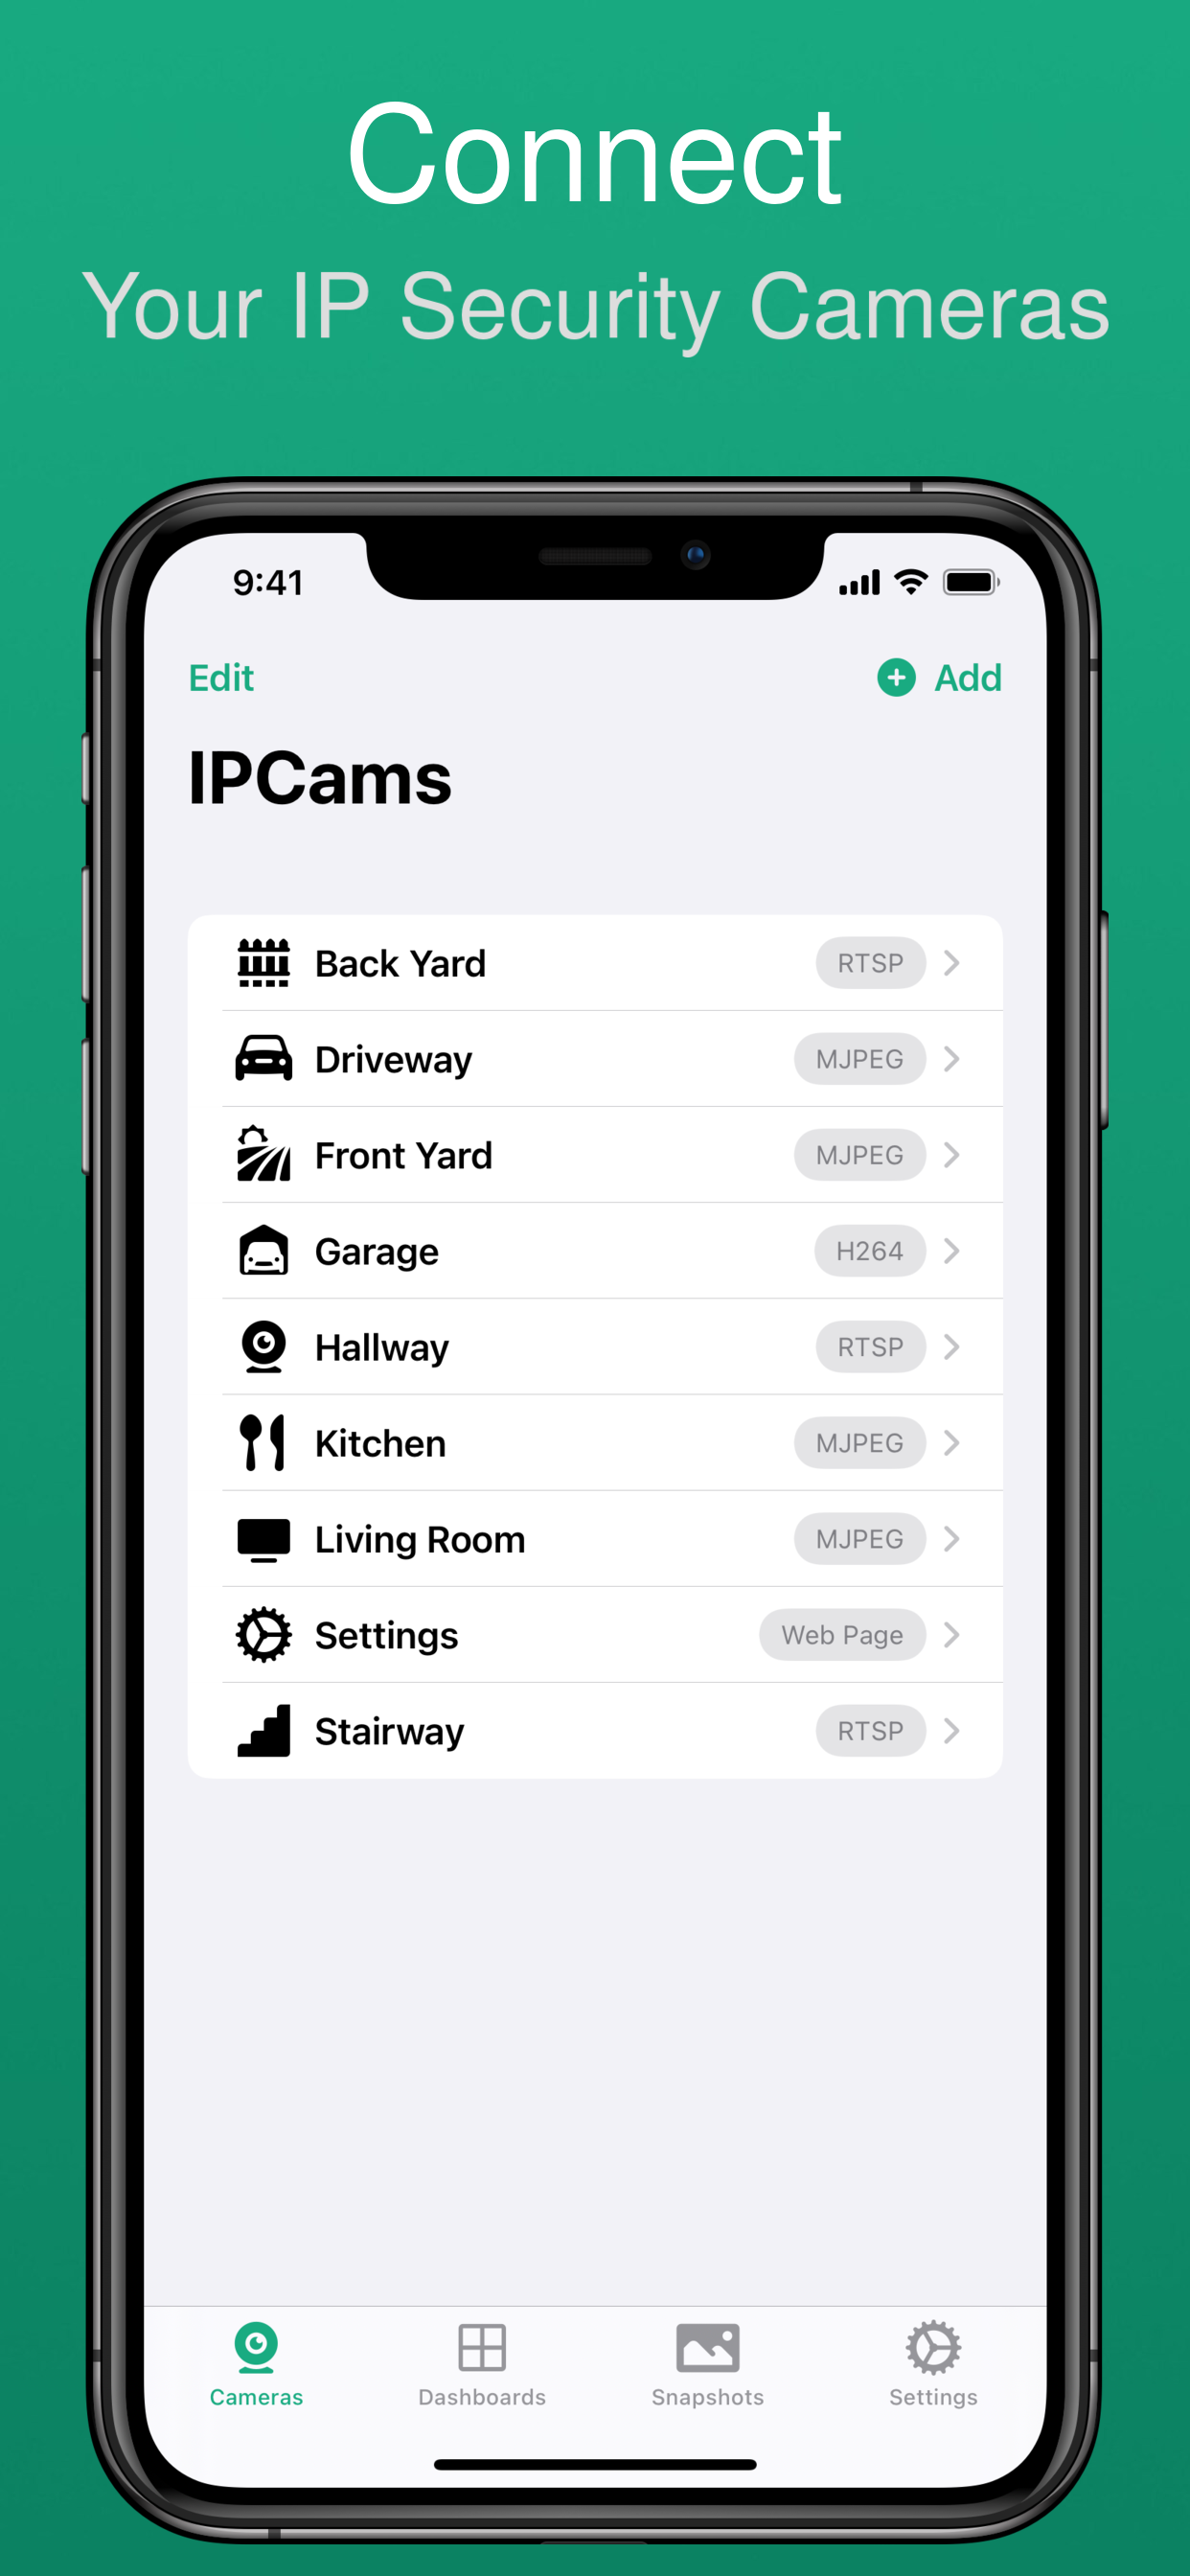 Connect
Your IP Security Cameras
9:41
Edit
Add
IPCams
Back Yard RTSP
Driveway MJPEG
Front Yard MJPEG
Garage H264
Hallway RTSP
Kitchen MJPEG
Living Room MJPEG
Settings Web Page
Stairway RTSP
Cameras Dashboards Snapshots Settings